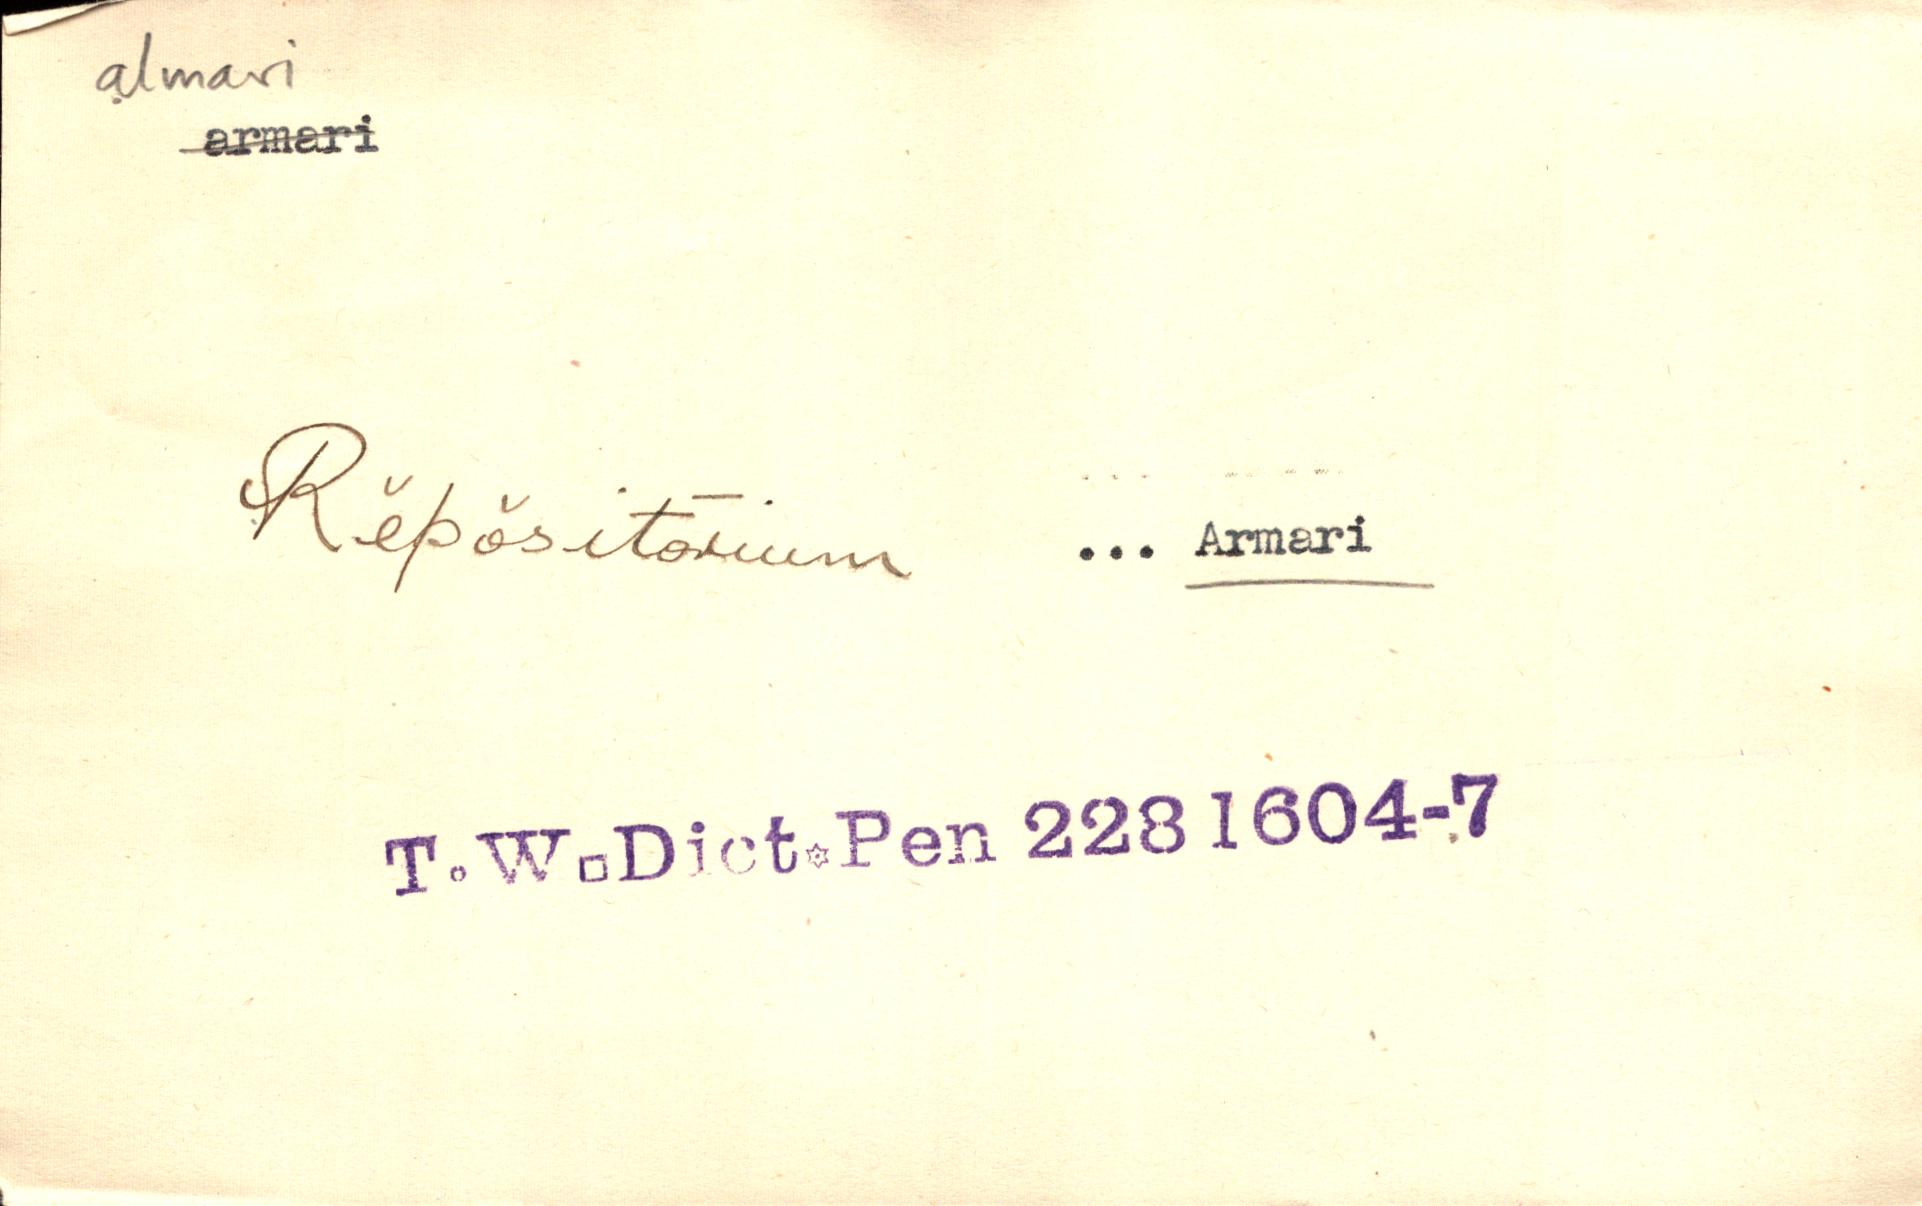 almari
armari
Rĕpŏsitōrium ... Armari
T.W.Dict.Pen 228 1604-7